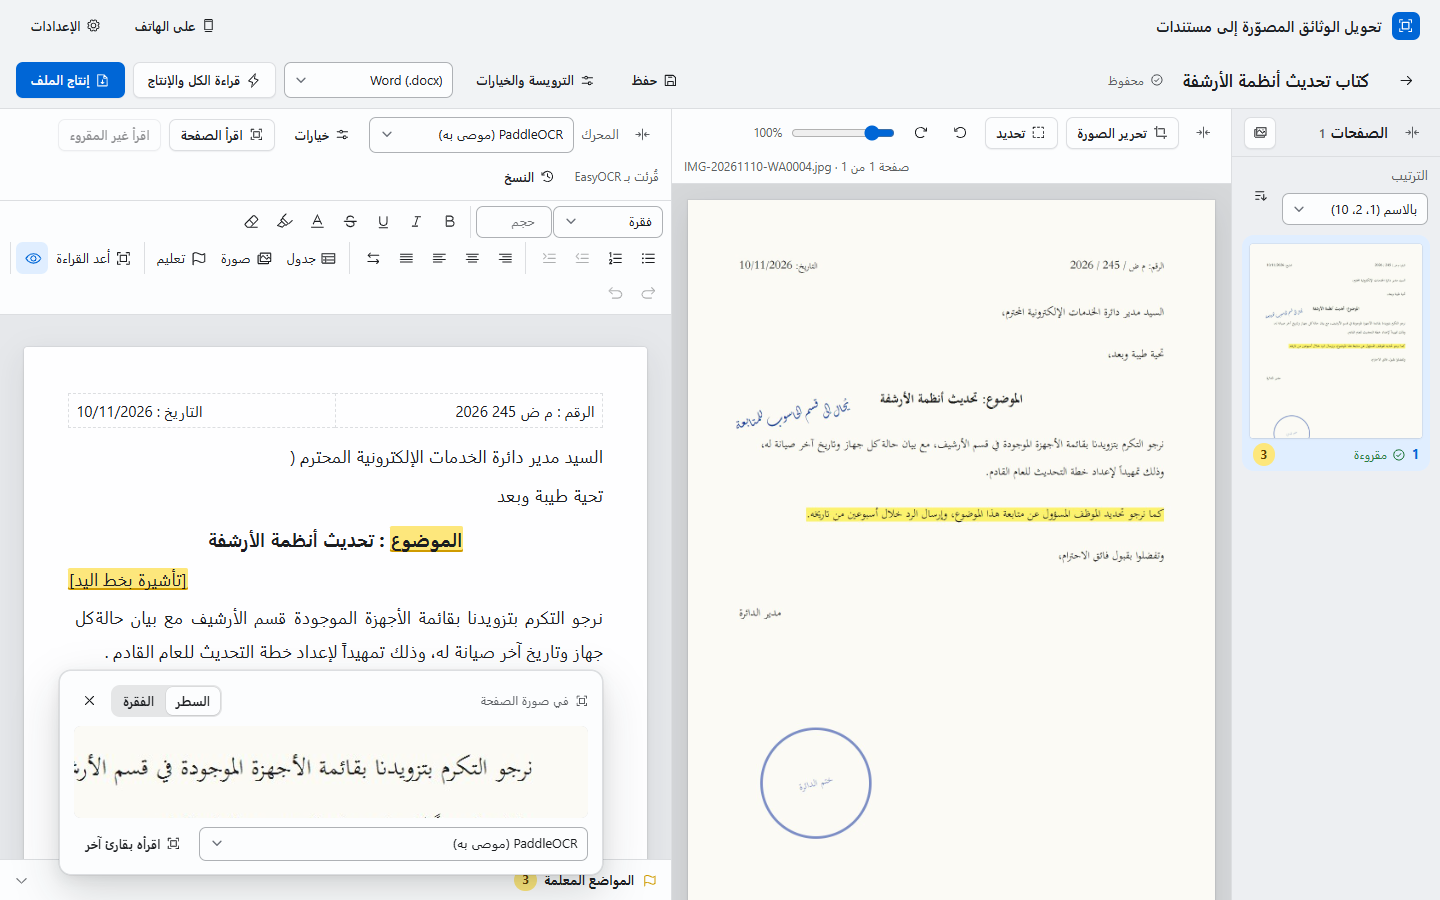 تحويل الوثائق المصوّرة إلى مستندات
على الهاتف
الإعدادات
كتاب تحديث أنظمة الأرشفة
محفوظ
حفظ
الترويسة والخيارات
Word (.docx)
قراءة الكل والإنتاج
إنتاج الملف
الصفحات 1
الترتيب
بالاسم (1، 2، 10)
1 مقروءة 3
تحرير الصورة
تحديد
100%
صفحة 1 من 1 · IMG-20261110-WA0004.jpg
الرقم: م ض / 245 / 2026
التاريخ: 10/11/2026
السيد مدير دائرة الخدمات الإلكترونية المحترم،
تحية طيبة وبعد،
الموضوع: تحديث أنظمة الأرشفة
يُحال الى قسم الحاسوب للمتابعة
نرجو التكرم بتزويدنا بقائمة الأجهزة الموجودة في قسم الأرشيف، مع بيان حالة كل جهاز وتاريخ آخر صيانة له،
وذلك تمهيداً لإعداد خطة التحديث للعام القادم.
كما نرجو تحديد الموظف المسؤول عن متابعة هذا الموضوع، وإرسال الرد خلال أسبوعين من تاريخه.
وتفضلوا بقبول فائق الاحترام،
مدير الدائرة
ختم الدائرة
المحرك
PaddleOCR (موصى به)
خيارات
اقرأ الصفحة
اقرأ غير المقروء
قُرئت بـ EasyOCR
النسخ
فقرة
حجم
B I U S A
جدول
صورة
تعليم
أعد القراءة
الرقم : م ض 245 2026
التاريخ : 10/11/2026
السيد مدير دائرة الخدمات الإلكترونية المحترم (
تحية طيبة وبعد
الموضوع : تحديث أنظمة الأرشفة
[تأشيرة بخط اليد]
نرجو التكرم بتزويدنا بقائمة الأجهزة الموجودة قسم الأرشيف مع بيان حالةكل
جهاز وتاريخ آخر صيانة له، وذلك تمهيداً لإعداد خطة التحديث للعام القادم .
في صورة الصفحة
السطر
الفقرة
نرجو التكرم بتزويدنا بقائمة الأجهزة الموجودة في قسم
PaddleOCR (موصى به)
اقرأه بقارئ آخر
المواضع المعلمة 3